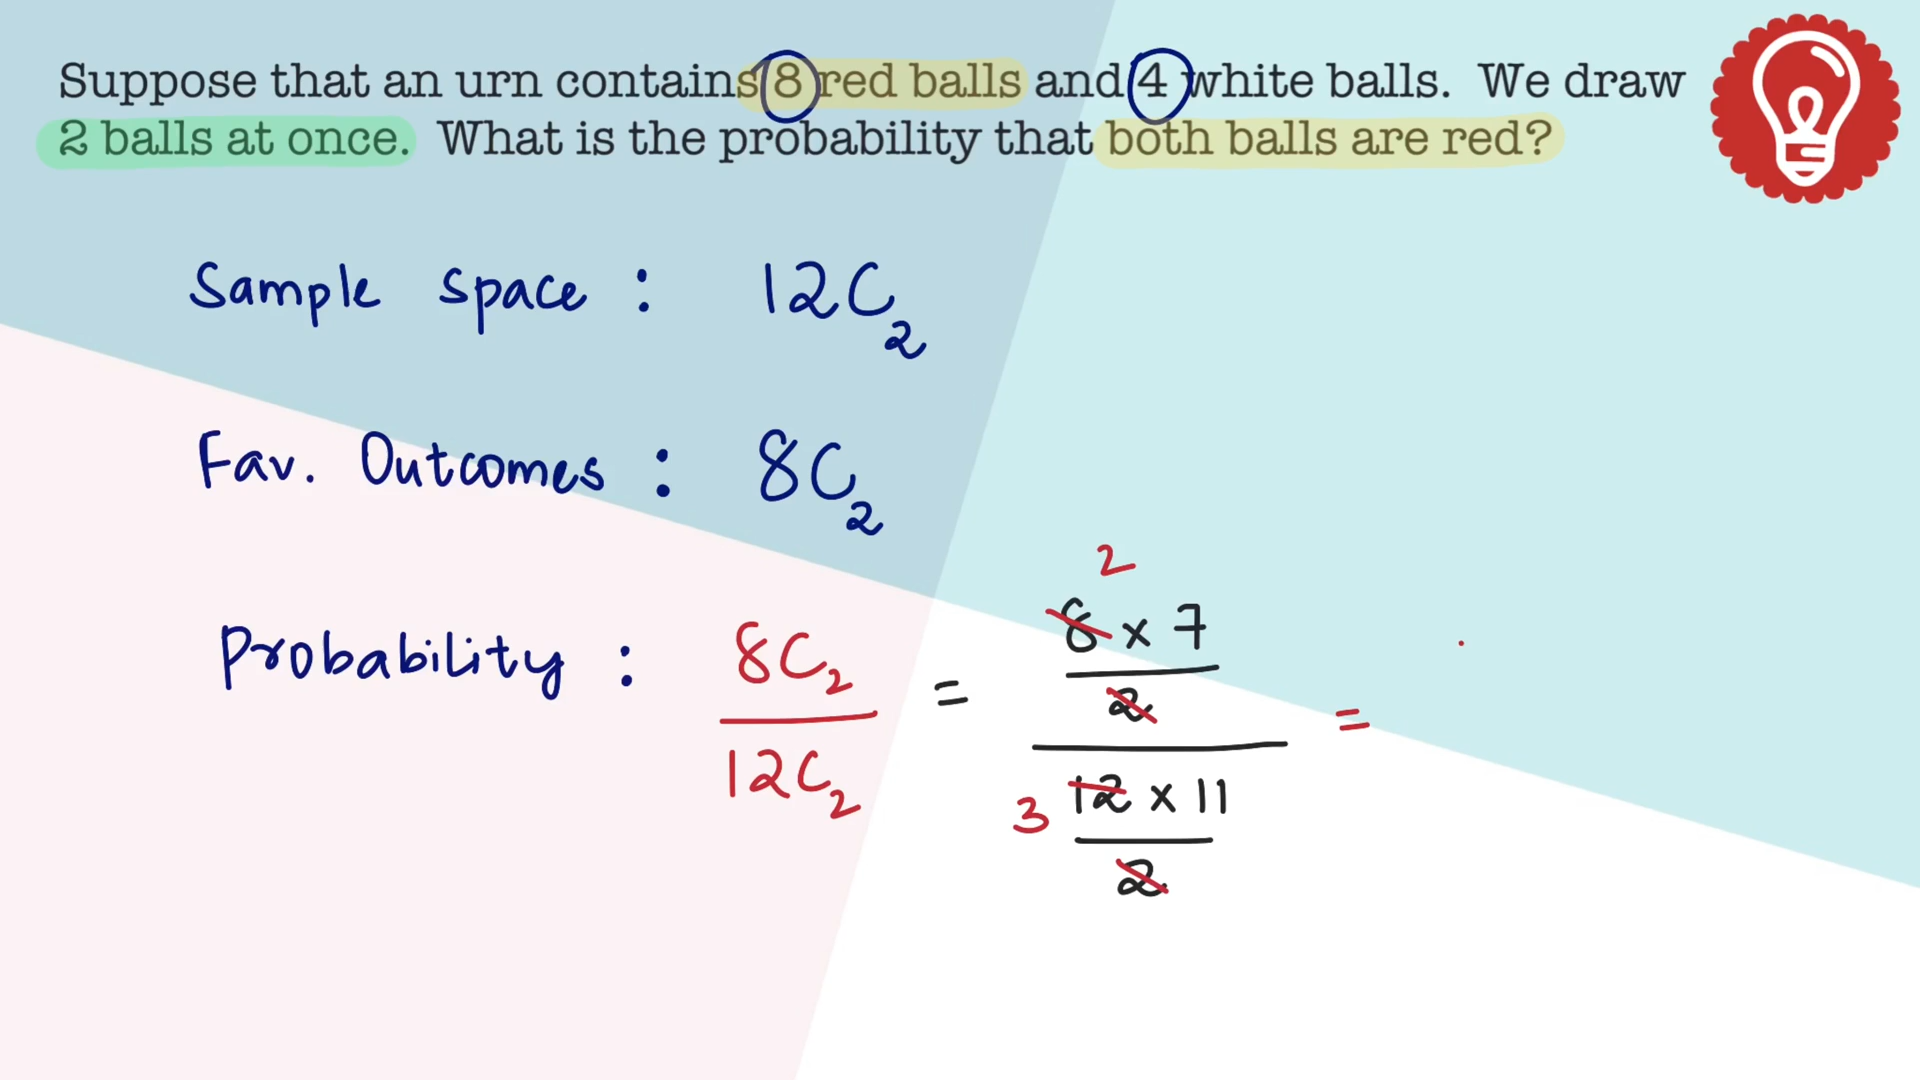 Suppose that an urn contains 8 red balls and 4 white balls. We draw
2 balls at once. What is the probability that both balls are red?
Sample space : 12C2
Fav. Outcomes : 8C2
2
Probability : 8C2 / 12C2 = 8 x 7 / 2 / 12 x 11 / 2 =
3